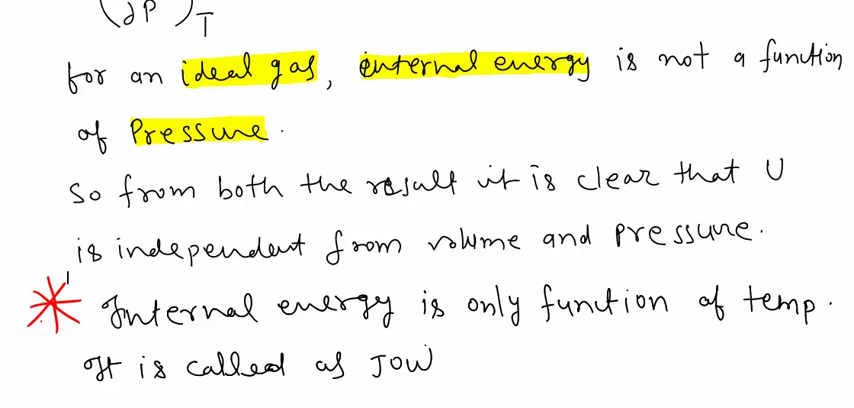 (∂P)T
for an ideal gas, internal energy is not a function
of Pressure.
So from both the result it is clear that U
is independent from volume and pressure.
* Internal energy is only function of temp.
It is called as JOW